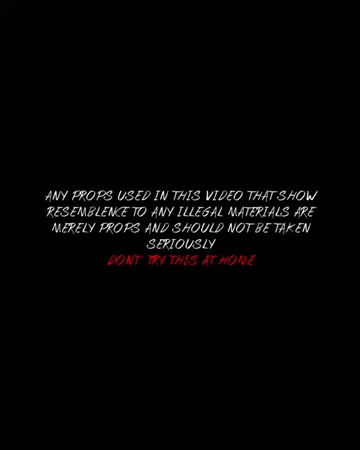 ANY PROPS USED IN THIS VIDEO THAT SHOW
RESEMBLENCE TO ANY ILLEGAL MATERIALS ARE
MERELY PROPS AND SHOULD NOT BE TAKEN
SERIOUSLY
DONT TRY THIS AT HOME